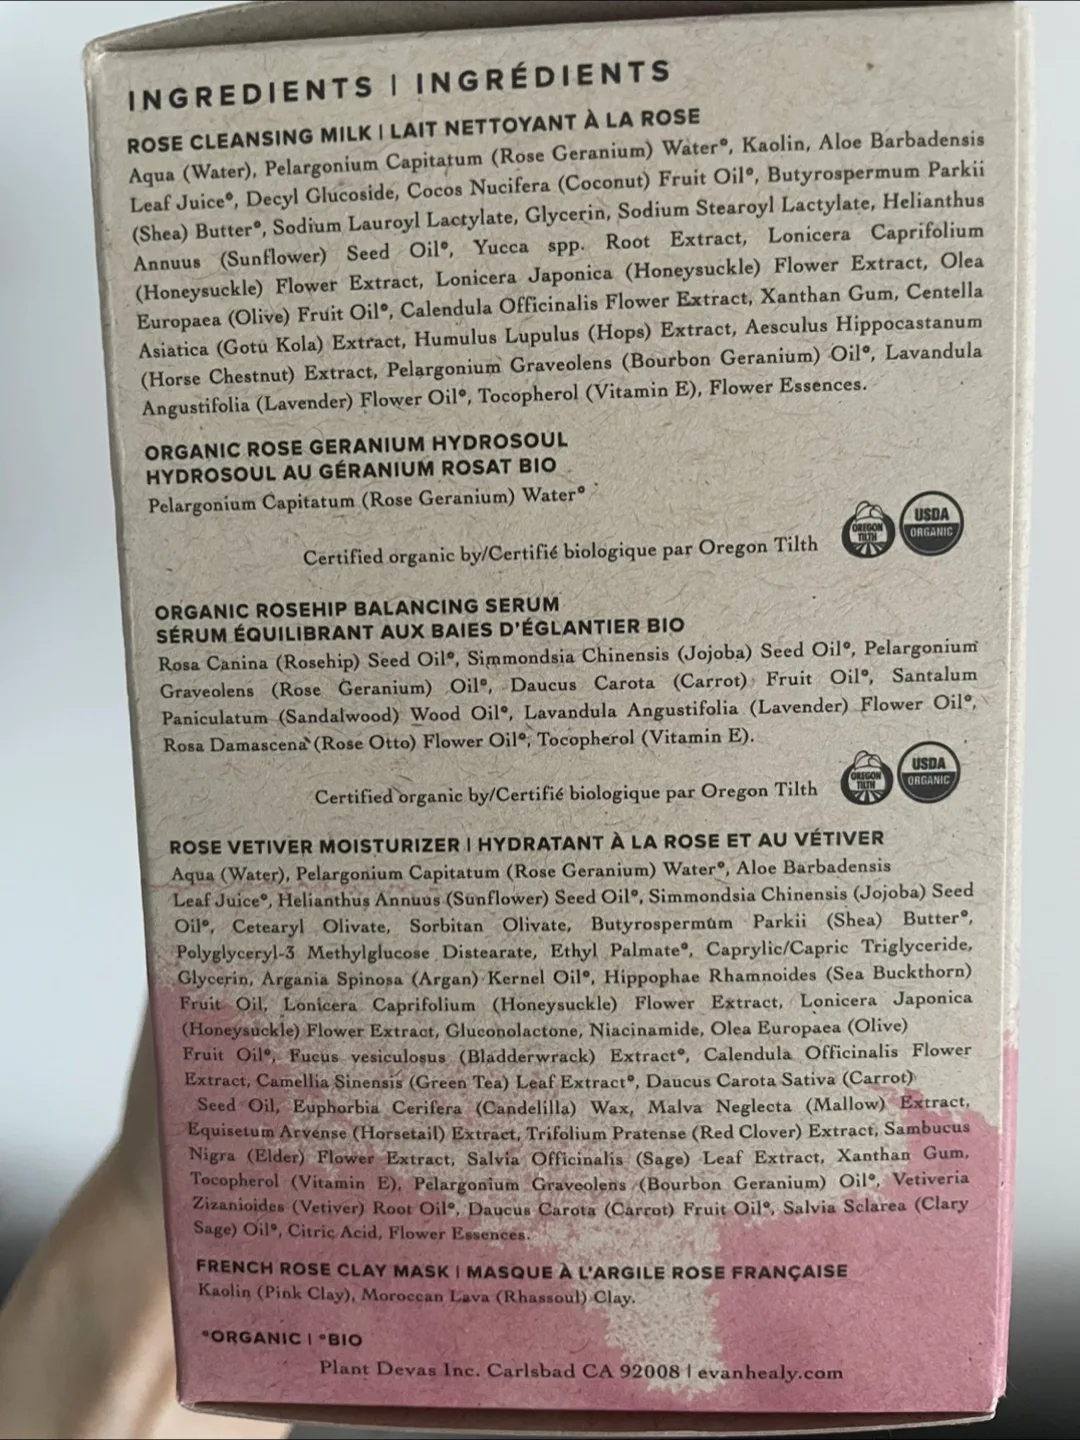 INGREDIENTS | INGRÉDIENTS
ROSE CLEANSING MILK | LAIT NETTOYANT À LA ROSE
Aqua (Water), Pelargonium Capitatum (Rose Geranium) Water°, Kaolin, Aloe Barbadensis
Leaf Juice°, Decyl Glucoside, Cocos Nucifera (Coconut) Fruit Oil°, Butyrospermum Parkii
(Shea) Butter°, Sodium Lauroyl Lactylate, Glycerin, Sodium Stearoyl Lactylate, Helianthus
Annuus (Sunflower) Seed Oil°, Yucca spp. Root Extract, Lonicera Caprifolium
(Honeysuckle) Flower Extract, Lonicera Japonica (Honeysuckle) Flower Extract, Olea
Europaea (Olive) Fruit Oil°, Calendula Officinalis Flower Extract, Xanthan Gum, Centella
Asiatica (Gotu Kola) Extract, Humulus Lupulus (Hops) Extract, Aesculus Hippocastanum
(Horse Chestnut) Extract, Pelargonium Graveolens (Bourbon Geranium) Oil°, Lavandula
Angustifolia (Lavender) Flower Oil°, Tocopherol (Vitamin E), Flower Essences.
ORGANIC ROSE GERANIUM HYDROSOUL
HYDROSOUL AU GÉRANIUM ROSAT BIO
Pelargonium Capitatum (Rose Geranium) Water°
Certified organic by/Certifié biologique par Oregon Tilth
OREGON TILTH
USDA ORGANIC
ORGANIC ROSEHIP BALANCING SERUM
SÉRUM ÉQUILIBRANT AUX BAIES D'ÉGLANTIER BIO
Rosa Canina (Rosehip) Seed Oil°, Simmondsia Chinensis (Jojoba) Seed Oil°, Pelargonium
Graveolens (Rose Geranium) Oil°, Daucus Carota (Carrot) Fruit Oil°, Santalum
Paniculatum (Sandalwood) Wood Oil°, Lavandula Angustifolia (Lavender) Flower Oil°,
Rosa Damascena (Rose Otto) Flower Oil°, Tocopherol (Vitamin E).
Certified organic by/Certifié biologique par Oregon Tilth
OREGON TILTH
USDA ORGANIC
ROSE VETIVER MOISTURIZER | HYDRATANT À LA ROSE ET AU VÉTIVER
Aqua (Water), Pelargonium Capitatum (Rose Geranium) Water°, Aloe Barbadensis
Leaf Juice°, Helianthus Annuus (Sunflower) Seed Oil°, Simmondsia Chinensis (Jojoba) Seed
Oil°, Cetearyl Olivate, Sorbitan Olivate, Butyrospermum Parkii (Shea) Butter°,
Polyglyceryl-3 Methylglucose Distearate, Ethyl Palmate°, Caprylic/Capric Triglyceride,
Glycerin, Argania Spinosa (Argan) Kernel Oil°, Hippophae Rhamnoides (Sea Buckthorn)
Fruit Oil, Lonicera Caprifolium (Honeysuckle) Flower Extract, Lonicera Japonica
(Honeysuckle) Flower Extract, Gluconolactone, Niacinamide, Olea Europaea (Olive)
Fruit Oil°, Fucus vesiculosus (Bladderwrack) Extract°, Calendula Officinalis Flower
Extract, Camellia Sinensis (Green Tea) Leaf Extract°, Daucus Carota Sativa (Carrot)
Seed Oil, Euphorbia Cerifera (Candelilla) Wax, Malva Neglecta (Mallow) Extract,
Equisetum Arvense (Horsetail) Extract, Trifolium Pratense (Red Clover) Extract, Sambucus
Nigra (Elder) Flower Extract, Salvia Officinalis (Sage) Leaf Extract, Xanthan Gum,
Tocopherol (Vitamin E), Pelargonium Graveolens (Bourbon Geranium) Oil°, Vetiveria
Zizanioides (Vetiver) Root Oil°, Daucus Carota (Carrot) Fruit Oil°, Salvia Sclarea (Clary
Sage) Oil°, Citric Acid, Flower Essences.
FRENCH ROSE CLAY MASK | MASQUE À L'ARGILE ROSE FRANÇAISE
Kaolin (Pink Clay), Moroccan Lava (Rhassoul) Clay.
°ORGANIC | °BIO
Plant Devas Inc. Carlsbad CA 92008 | evanhealy.com